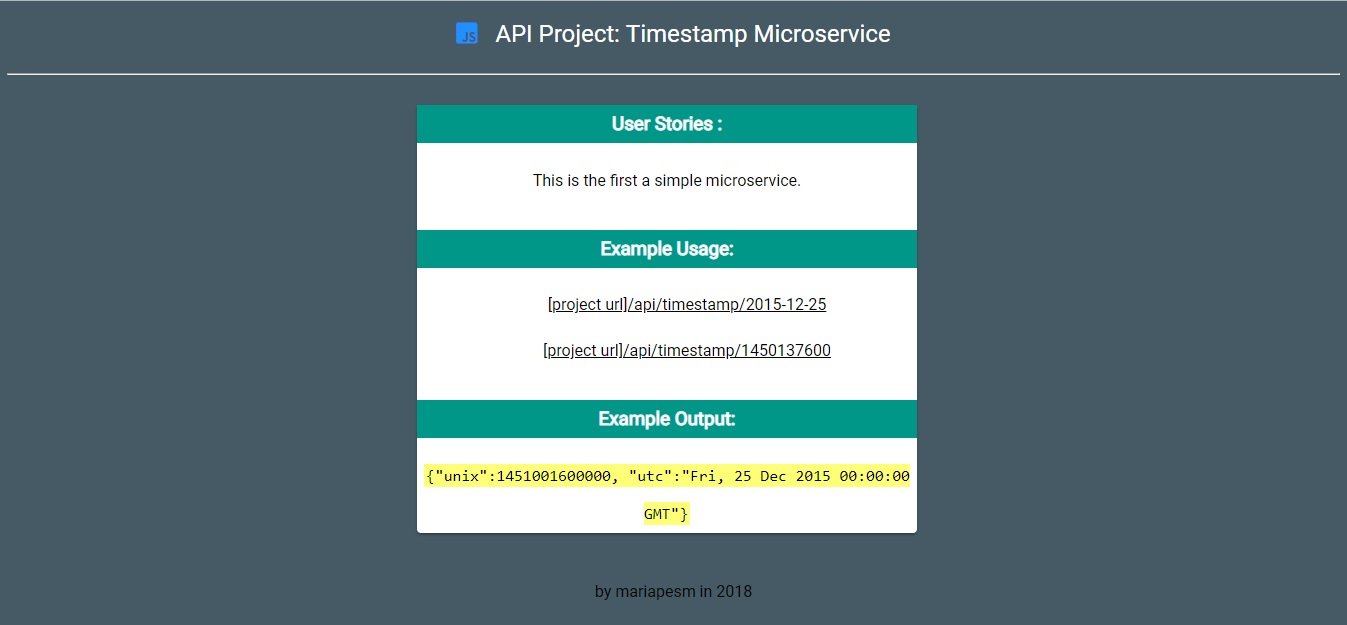 JS API Project: Timestamp Microservice
User Stories :
This is the first a simple microservice.
Example Usage:
[project url]/api/timestamp/2015-12-25
[project url]/api/timestamp/1450137600
Example Output:
{"unix":1451001600000, "utc":"Fri, 25 Dec 2015 00:00:00
GMT"}
by mariapesm in 2018